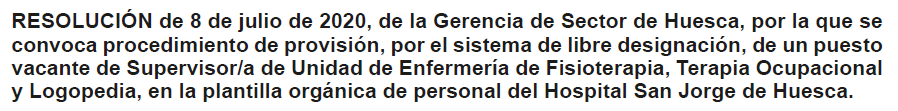 RESOLUCIÓN de 8 de julio de 2020, de la Gerencia de Sector de Huesca, por la que se
convoca procedimiento de provisión, por el sistema de libre designación, de un puesto
vacante de Supervisor/a de Unidad de Enfermería de Fisioterapia, Terapia Ocupacional
y Logopedia, en la plantilla orgánica de personal del Hospital San Jorge de Huesca.